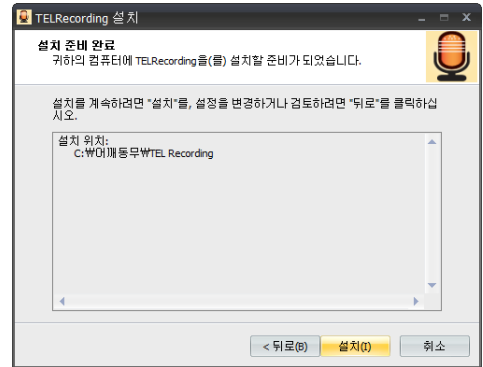 TELRecording 설치
설치 준비 완료
귀하의 컴퓨터에 TELRecording을(를) 설치할 준비가 되었습니다.
설치를 계속하려면 "설치"를, 설정을 변경하거나 검토하려면 "뒤로"를 클릭하십
시오.
설치 위치:
C:₩어깨동무₩TEL Recording
< 뒤로(B)
설치(I)
취소